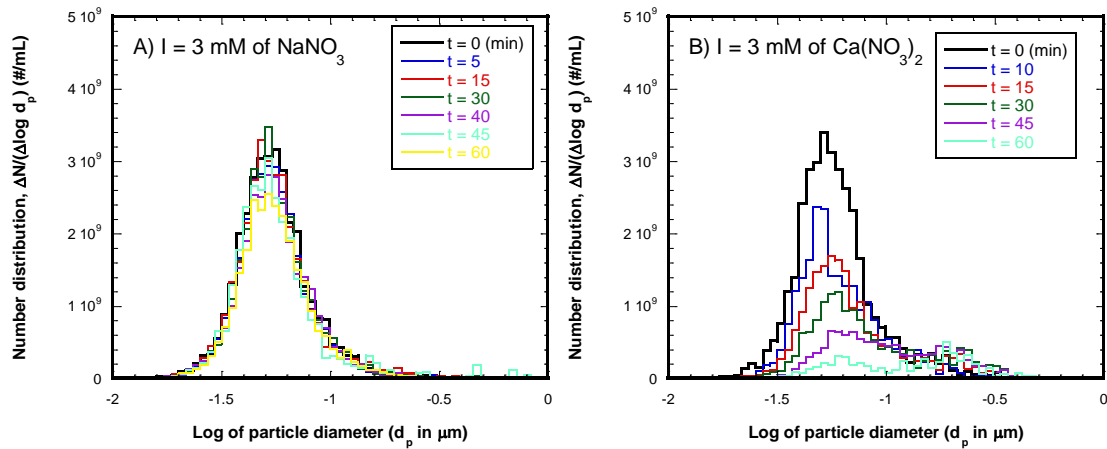 5 10⁹
4 10⁹
3 10⁹
2 10⁹
1 10⁹
0
Number distribution, ΔN/(Δlog d_p) (#/mL)
A) I = 3 mM of NaNO₃
t = 0 (min)
t = 5
t = 15
t = 30
t = 40
t = 45
t = 60
-2
-1.5
-1
-0.5
0
Log of particle diameter (d_p in μm)
5 10⁹
4 10⁹
3 10⁹
2 10⁹
1 10⁹
0
Number distribution, ΔN/(Δlog d_p) (#/mL)
B) I = 3 mM of Ca(NO₃)₂
t = 0 (min)
t = 10
t = 15
t = 30
t = 45
t = 60
-2
-1.5
-1
-0.5
0
Log of particle diameter (d_p in μm)